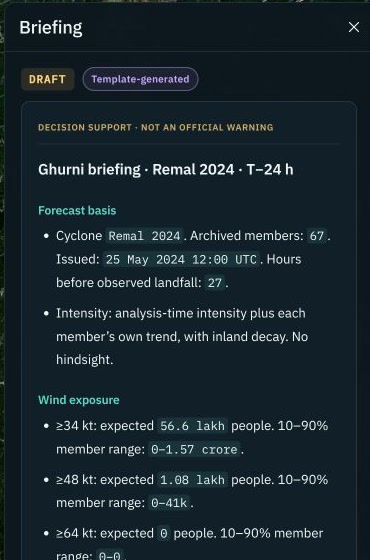 Briefing
DRAFT Template-generated
DECISION SUPPORT · NOT AN OFFICIAL WARNING
Ghurni briefing · Remal 2024 · T−24 h
Forecast basis
• Cyclone Remal 2024. Archived members: 67.
Issued: 25 May 2024 12:00 UTC. Hours
before observed landfall: 27.
• Intensity: analysis-time intensity plus each
member’s own trend, with inland decay. No
hindsight.
Wind exposure
• ≥34 kt: expected 56.6 lakh people. 10–90%
member range: 0–1.57 crore.
• ≥48 kt: expected 1.08 lakh people. 10–90%
member range: 0–41k.
• ≥64 kt: expected 0 people. 10–90% member
range: 0–0.